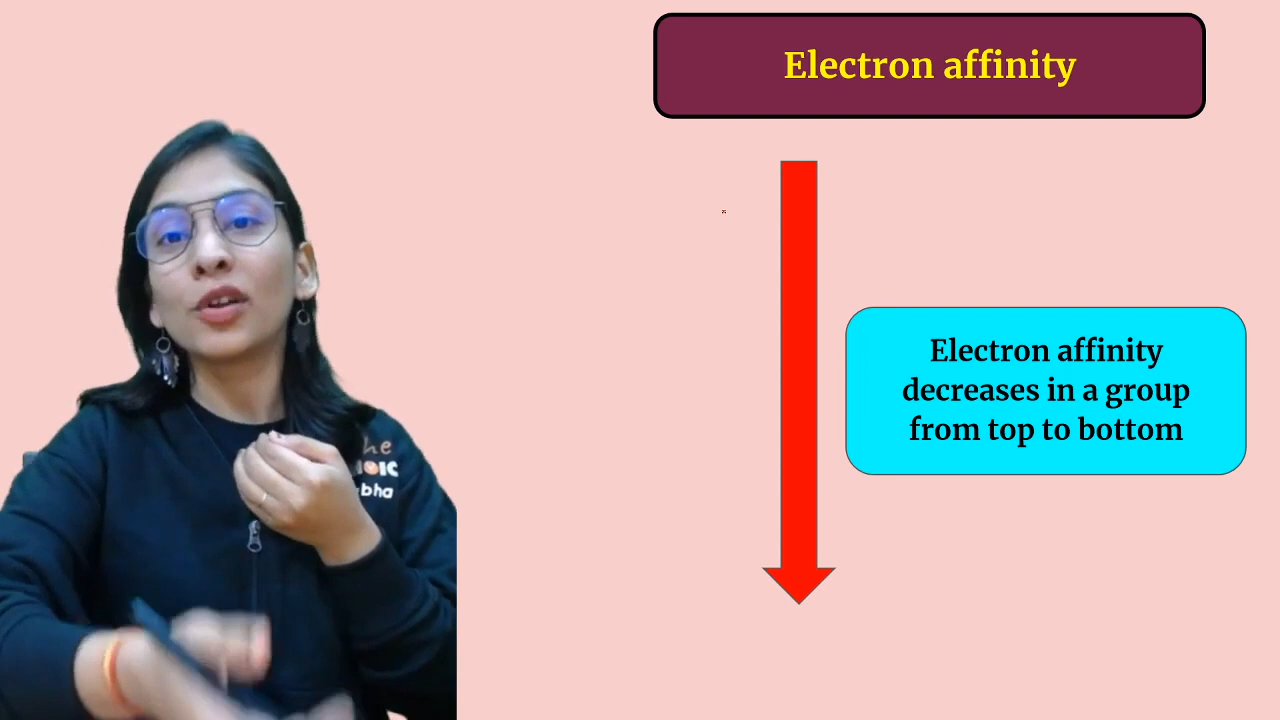 Electron affinity
Electron affinity
decreases in a group
from top to bottom